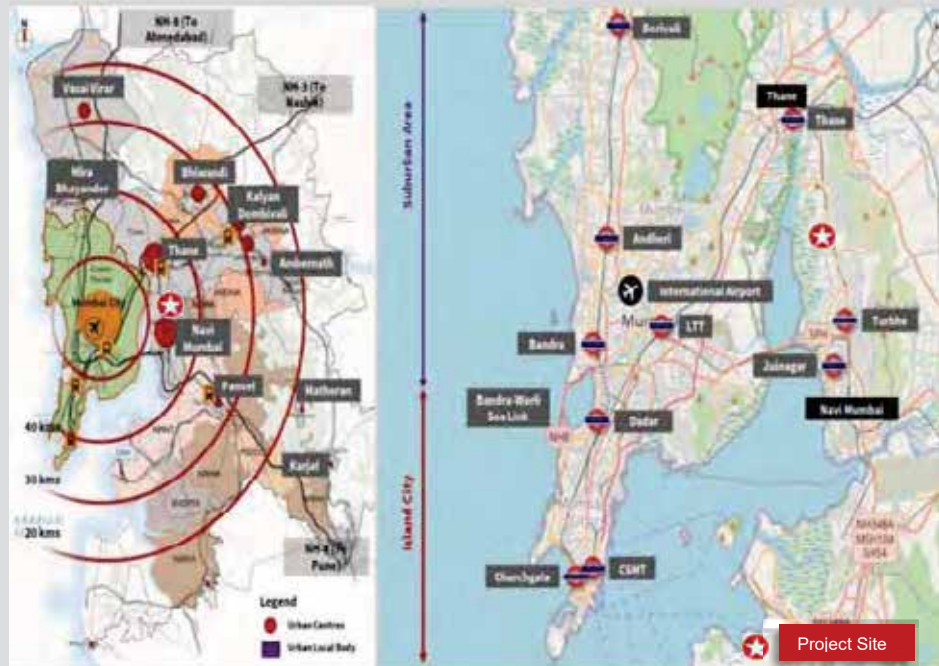 NH-8 (To
Ahmedabad)
NH-3 (To
Nashik)
Vasai Virar
Mira
Bhayander
Bhiwandi
Kalyan
Dombivali
Thane
Ambernath
Mumbai City
Navi
Mumbai
Panvel
Matheran
Karjat
40 kms
30 kms
20 kms
NH-4 (To
Pune)
Legend
Urban Centres
Urban Local Body
Suburban Area
Island City
Borivali
Thane
Thane
Andheri
International Airport
LTT
Bandra
Turbhe
Juinagar
Bandra-Worli
Sea Link
Dadar
Navi Mumbai
NH348A
Churchgate
CSMT
Project Site